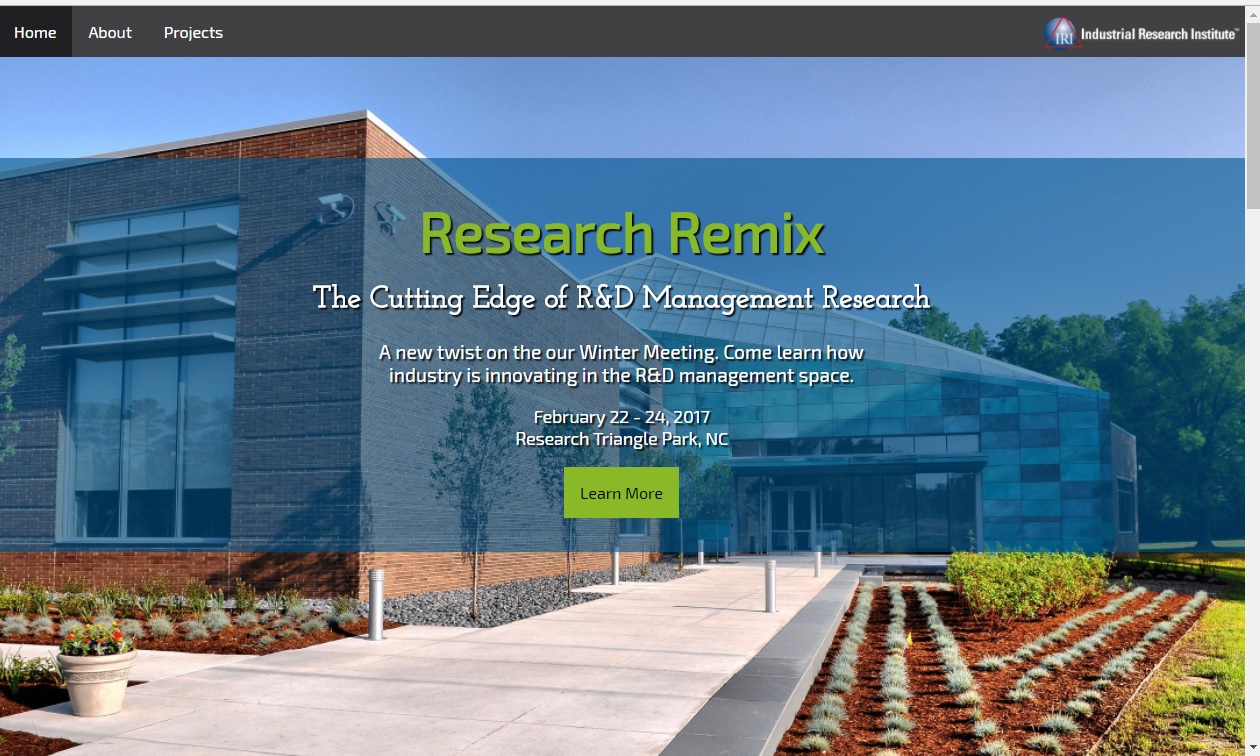 Home About Projects
IRI Industrial Research Institute™
Research Remix
The Cutting Edge of R&D Management Research
A new twist on the our Winter Meeting. Come learn how
industry is innovating in the R&D management space.
February 22 - 24, 2017
Research Triangle Park, NC
Learn More